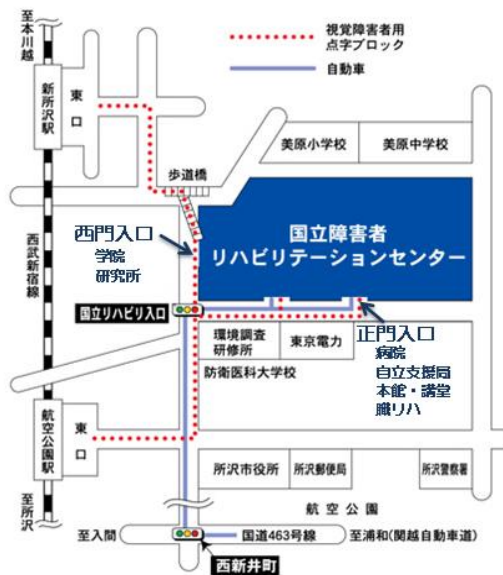 至本川越
視覚障害者用
点字ブロック
自動車
新所沢駅
東口
美原小学校
美原中学校
歩道橋
西門入口
学院
研究所
国立障害者
リハビリテーションセンター
西武新宿線
国立リハビリ入口
環境調査
研修所
東京電力
正門入口
病院
自立支援局
本館・講堂
職リハ
防衛医科大学校
航空公園駅
東口
所沢市役所
所沢郵便局
所沢警察署
至所沢
航空公園
至入間
国道463号線
至浦和(関越自動車道)
西新井町